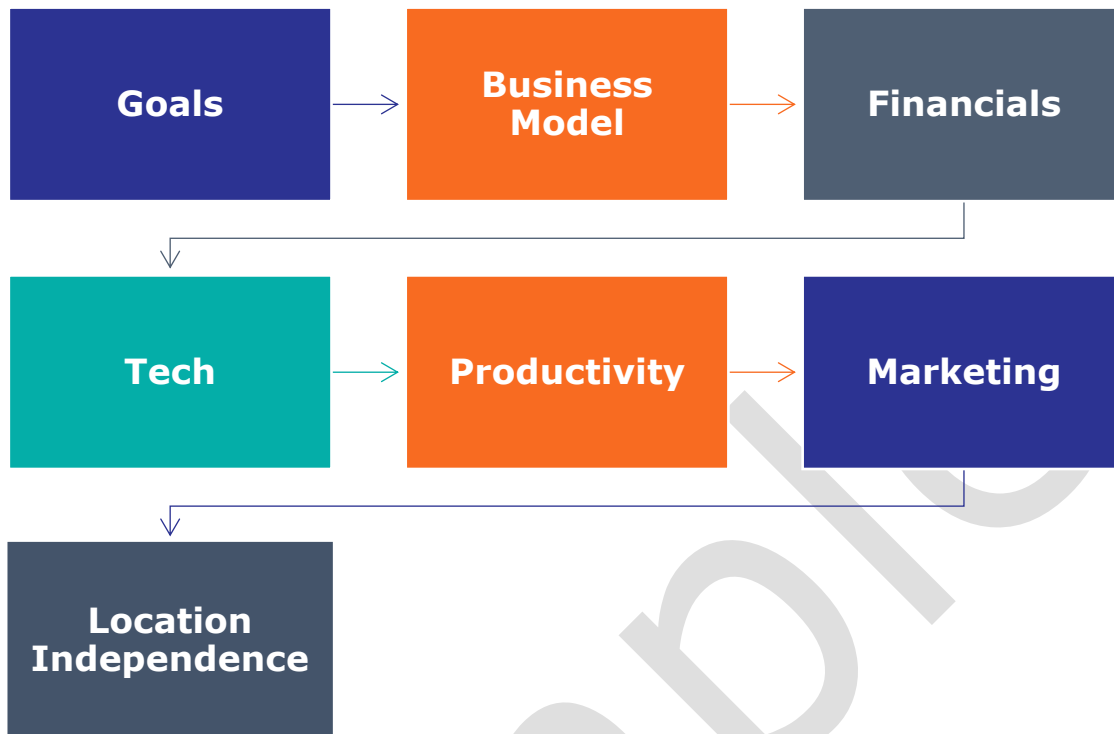 Goals
Business
Model
Financials
Tech
Productivity
Marketing
Location
Independence